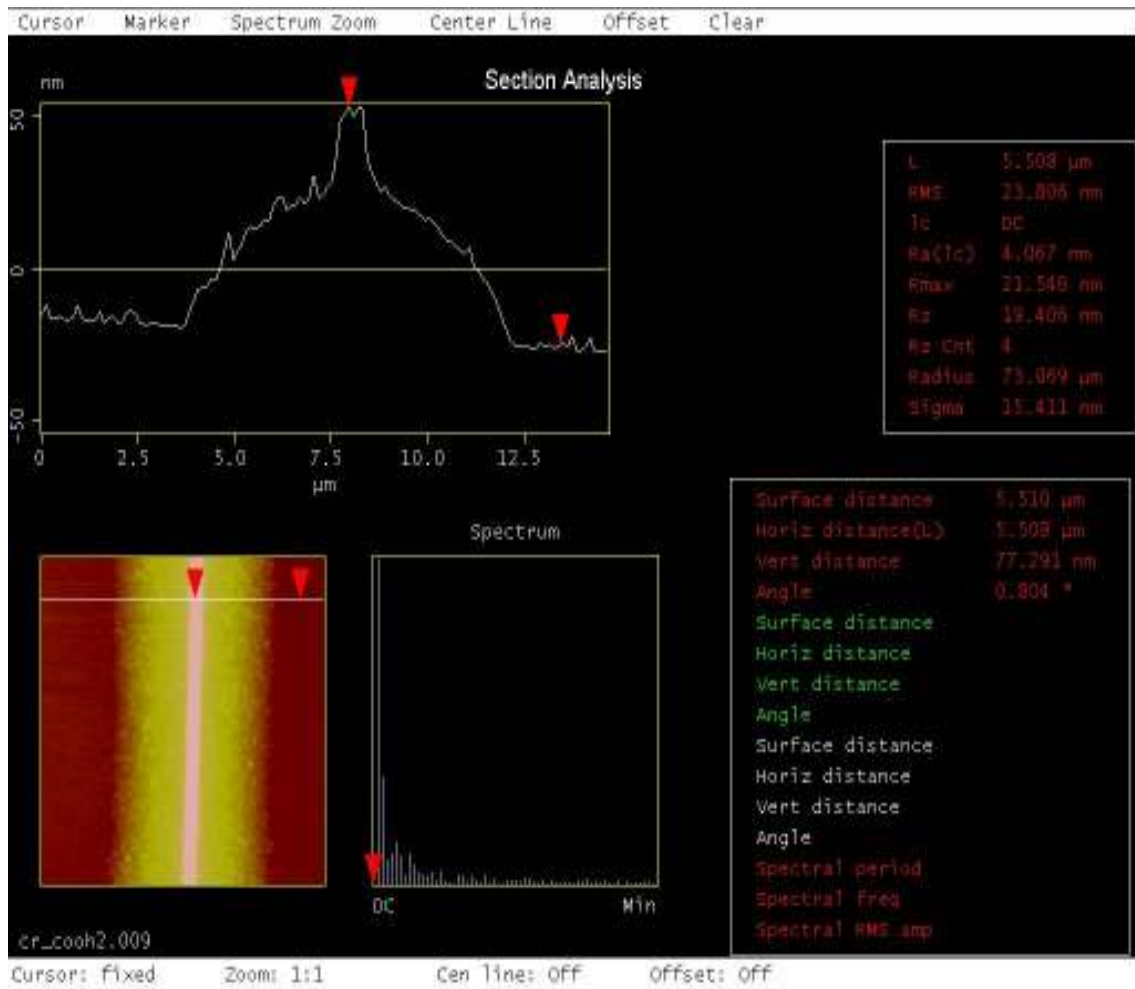 Cursor Marker Spectrum Zoom Center Line Offset Clear
nm
Section Analysis
50
0
-50
0 2.5 5.0 7.5 10.0 12.5
µm
L 5.508 µm
RMS 23.806 nm
lc DC
Ra(lc) 4.067 nm
Rmax 21.546 nm
Rz 19.406 nm
Rz Cnt 4
Radius 73.069 µm
Sigma 15.411 nm
Spectrum
DC Min
Surface distance 5.510 µm
Horiz distance(L) 5.508 µm
Vert distance 77.291 nm
Angle 0.804 °
Surface distance
Horiz distance
Vert distance
Angle
Surface distance
Horiz distance
Vert distance
Angle
Spectral period
Spectral freq
Spectral RMS amp
cr_cooh2.009
Cursor: fixed Zoom: 1:1 Cen line: Off Offset: Off